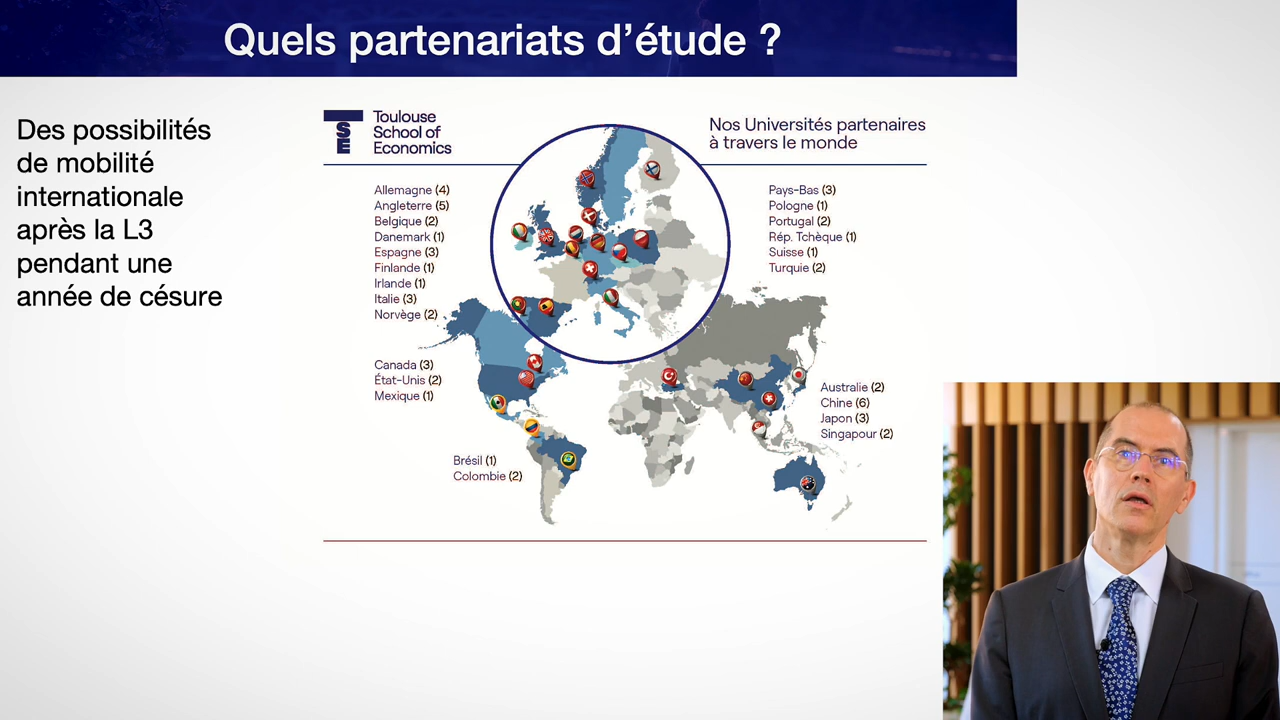 Quels partenariats d’étude ?
Des possibilités
de mobilité
internationale
après la L3
pendant une
année de césure
TSE
Toulouse
School of
Economics
Nos Universités partenaires
à travers le monde
Allemagne (4)
Angleterre (5)
Belgique (2)
Danemark (1)
Espagne (3)
Finlande (1)
Irlande (1)
Italie (3)
Norvège (2)
Pays-Bas (3)
Pologne (1)
Portugal (2)
Rép. Tchèque (1)
Suisse (1)
Turquie (2)
Canada (3)
État-Unis (2)
Mexique (1)
Brésil (1)
Colombie (2)
Australie (2)
Chine (6)
Japon (3)
Singapour (2)